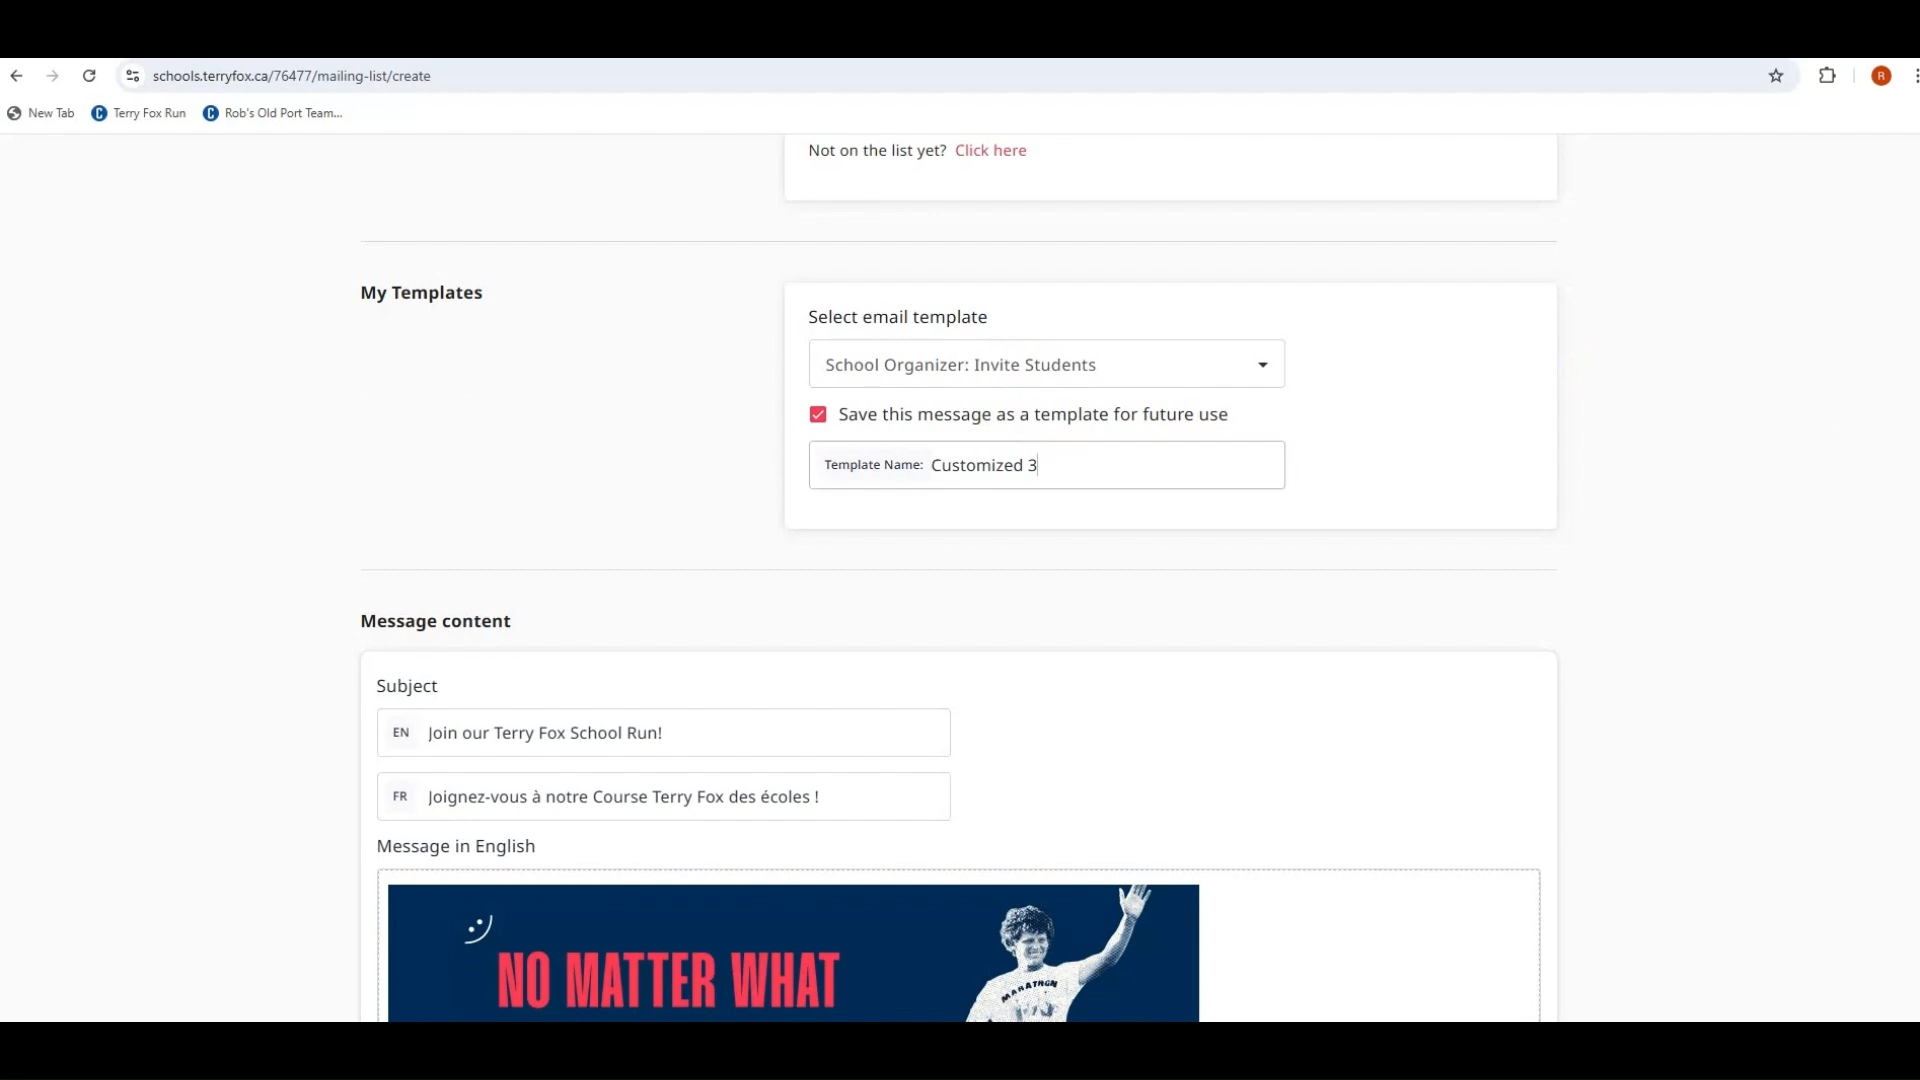 schools.terryfox.ca/76477/mailing-list/create
R
New Tab
Terry Fox Run
Rob's Old Port Team...
Not on the list yet? Click here
My Templates
Select email template
School Organizer: Invite Students
Save this message as a template for future use
Template Name: Customized 3
Message content
Subject
EN Join our Terry Fox School Run!
FR Joignez-vous à notre Course Terry Fox des écoles !
Message in English
NO MATTER WHAT
MARATHON